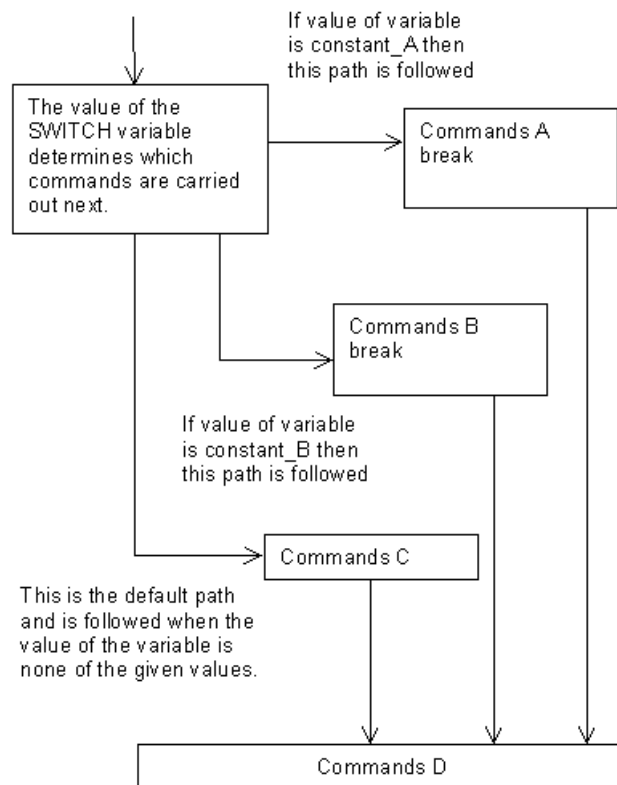 If value of variable
is constant_A then
this path is followed
The value of the
SWITCH variable
determines which
commands are carried
out next.
Commands A
break
Commands B
break
If value of variable
is constant_B then
this path is followed
Commands C
This is the default path
and is followed when the
value of the variable is
none of the given values.
Commands D